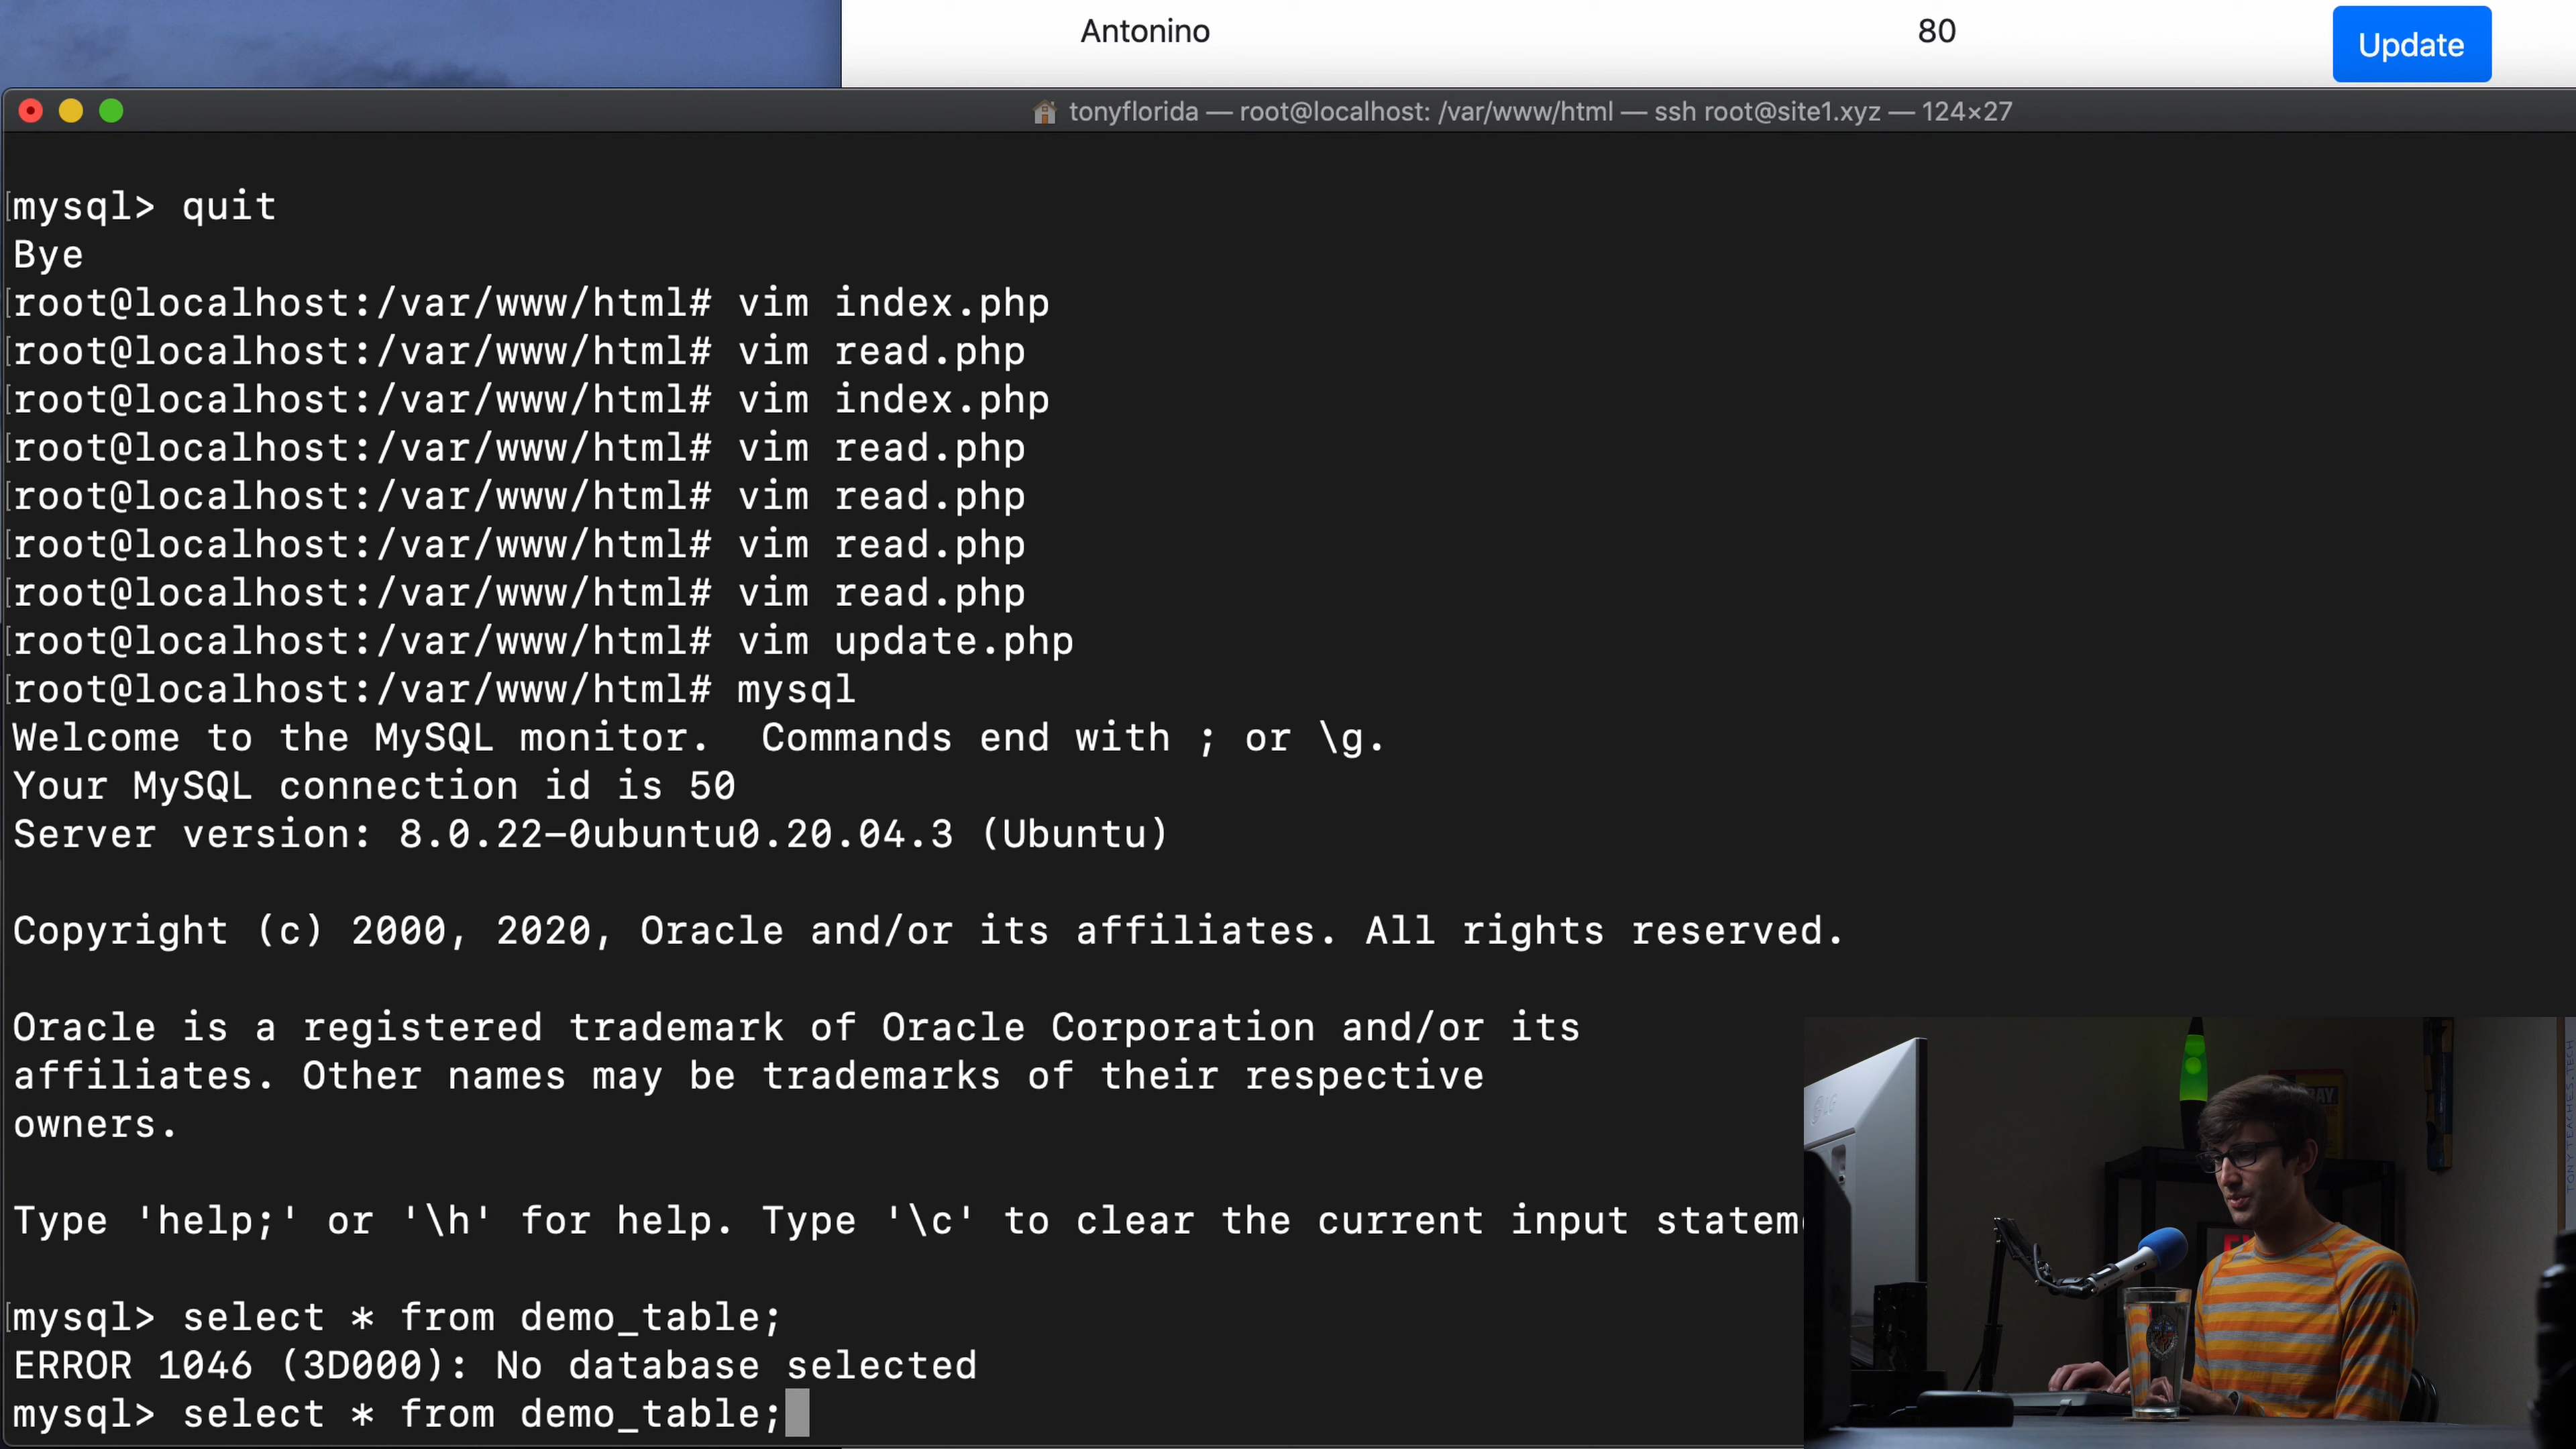 Antonino 80 Update
tonyflorida — root@localhost: /var/www/html — ssh root@site1.xyz — 124×27
mysql> quit
Bye
root@localhost:/var/www/html# vim index.php
root@localhost:/var/www/html# vim read.php
root@localhost:/var/www/html# vim index.php
root@localhost:/var/www/html# vim read.php
root@localhost:/var/www/html# vim read.php
root@localhost:/var/www/html# vim read.php
root@localhost:/var/www/html# vim read.php
root@localhost:/var/www/html# vim update.php
root@localhost:/var/www/html# mysql
Welcome to the MySQL monitor.  Commands end with ; or \g.
Your MySQL connection id is 50
Server version: 8.0.22-0ubuntu0.20.04.3 (Ubuntu)
Copyright (c) 2000, 2020, Oracle and/or its affiliates. All rights reserved.
Oracle is a registered trademark of Oracle Corporation and/or its
affiliates. Other names may be trademarks of their respective
owners.
Type 'help;' or '\h' for help. Type '\c' to clear the current input statem
mysql> select * from demo_table;
ERROR 1046 (3D000): No database selected
mysql> select * from demo_table;
LG
TONYTEACHES.TECH